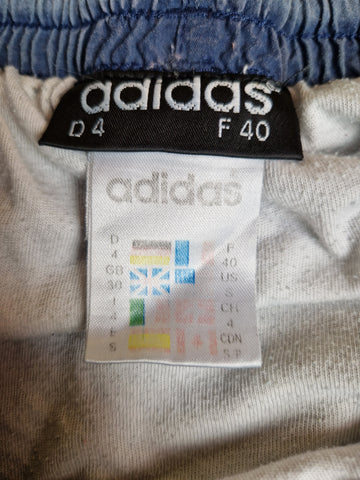 adidas
D 4 F 40
adidas
D F
4 40
GB US
30 S
I CH
4 4
E CDN
S S P